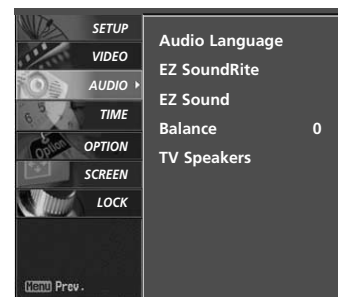 SETUP
VIDEO
AUDIO
TIME
OPTION
SCREEN
LOCK
Menu Prev.
Audio Language
EZ SoundRite
EZ Sound
Balance 0
TV Speakers
Option